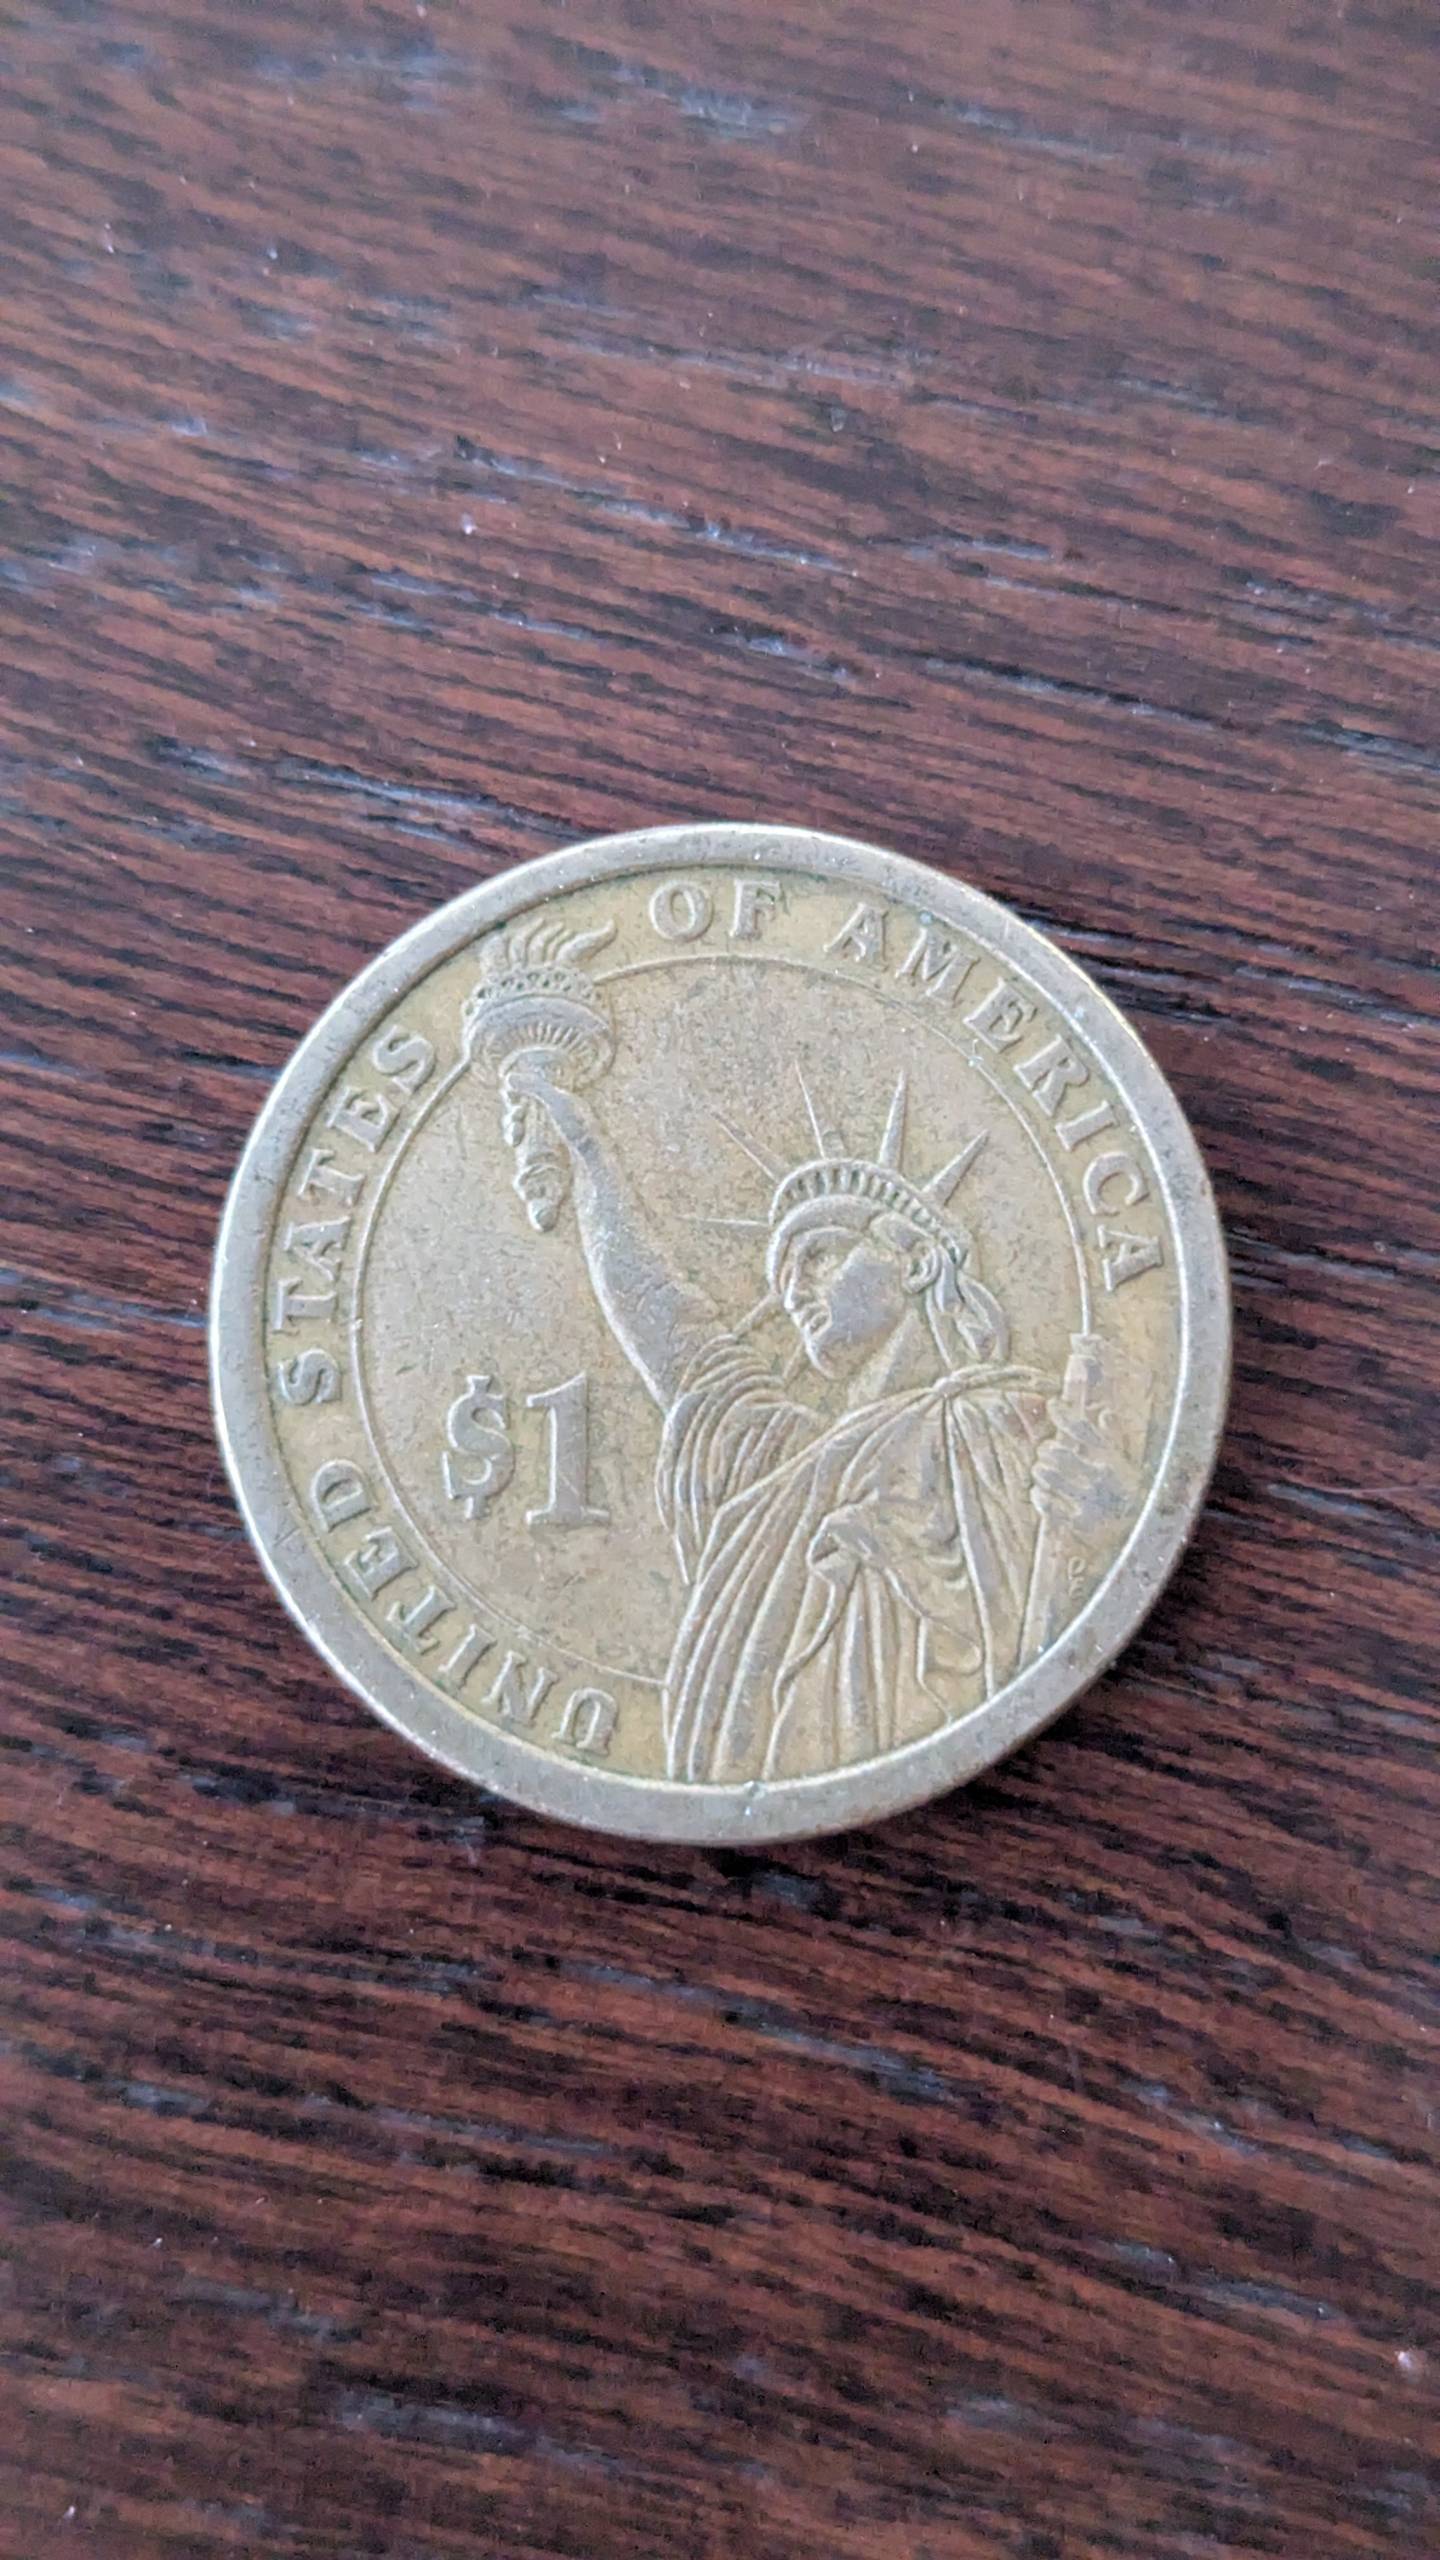 UNITED STATES OF AMERICA
$1